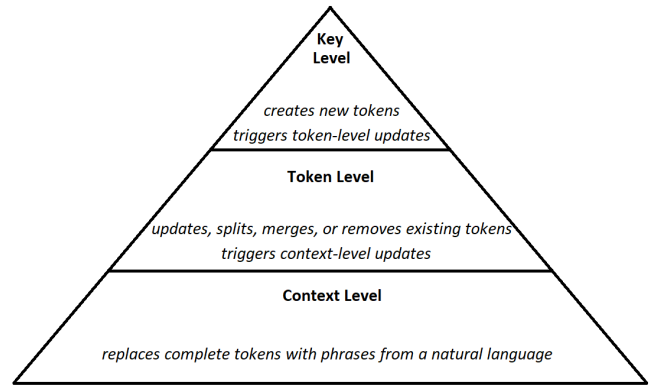 Key
Level
creates new tokens
triggers token-level updates
Token Level
updates, splits, merges, or removes existing tokens
triggers context-level updates
Context Level
replaces complete tokens with phrases from a natural language